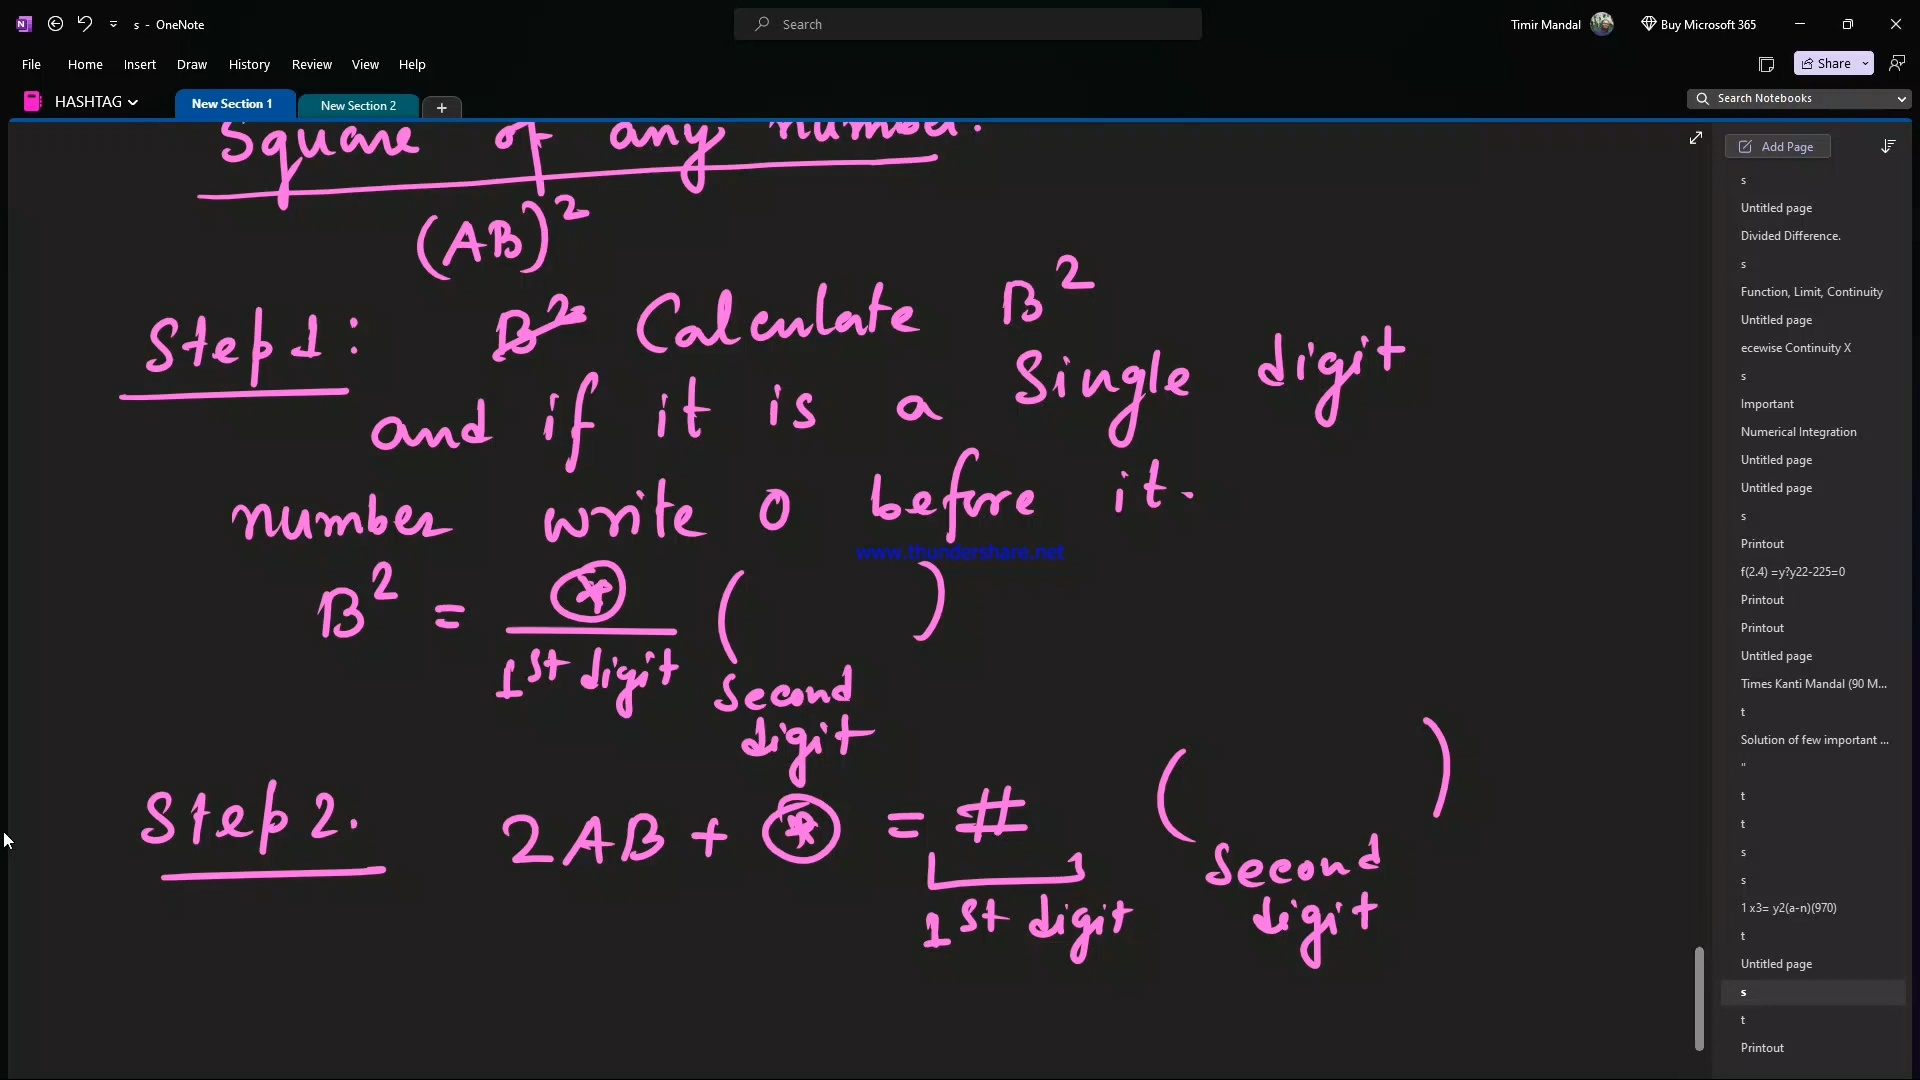 s - OneNote
Search
Timir Mandal
Buy Microsoft 365
File Home Insert Draw History Review View Help
Share
HASHTAG
New Section 1
New Section 2
+
Search Notebooks
Square of any number.
(AB)²
Step 1: B² Calculate B²
and if it is a Single digit
number write 0 before it.
www.thundershare.net
B² = * ( )
1st digit second
digit
Step 2. 2AB + * = # ( )
1st digit second
digit
Add Page
s
Untitled page
Divided Difference.
s
Function, Limit, Continuity
Untitled page
ecewise Continuity X
s
Important
Numerical Integration
Untitled page
Untitled page
s
Printout
f(2.4) =y?y22-225=0
Printout
Printout
Untitled page
Times Kanti Mandal (90 M...
t
Solution of few important ...
"
t
t
s
s
1 x3= y2(a-n)(970)
t
Untitled page
s
t
Printout